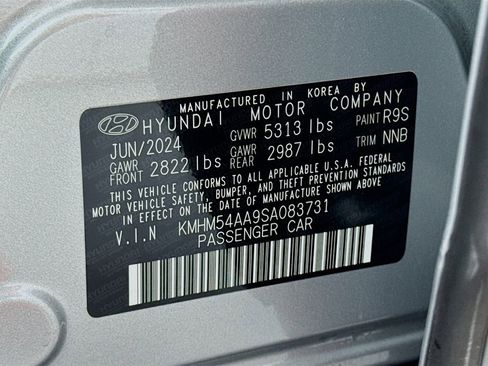 MANUFACTURED IN KOREA BY
HYUNDAI MOTOR COMPANY
JUN/2024 GVWR 5313 lbs PAINT R9S
GAWR FRONT 2822 lbs GAWR REAR 2987 lbs TRIM NNB
THIS VEHICLE CONFORMS TO ALL APPLICABLE U.S.A. FEDERAL
MOTOR VEHICLE SAFETY, BUMPER, AND THEFT PREVENTION
STANDARDS IN EFFECT ON THE DATE OF MANUFACTURE SHOWN ABOVE.
V.I.N KMHM54AA9SA083731
PASSENGER CAR